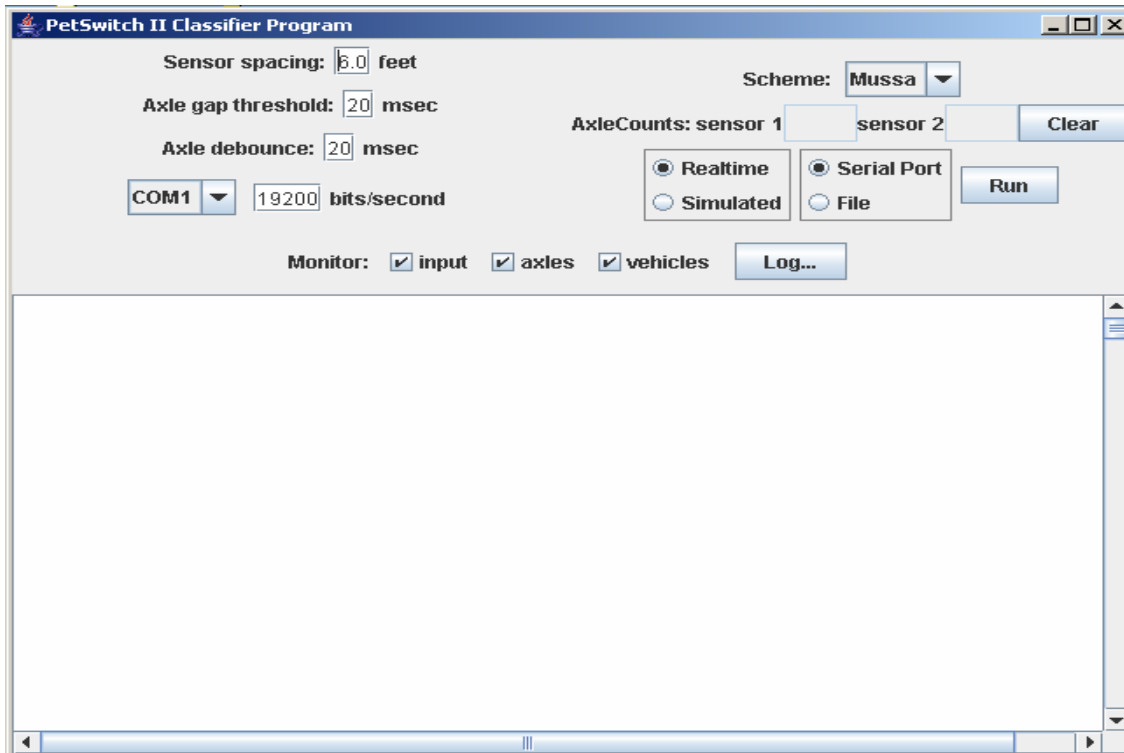 PetSwitch II Classifier Program
Sensor spacing: 6.0 feet
Scheme: Mussa
Axle gap threshold: 20 msec
AxleCounts: sensor 1 sensor 2 Clear
Axle debounce: 20 msec
Realtime Serial Port
Run
COM1 19200 bits/second
Simulated File
Monitor: input axles vehicles Log...